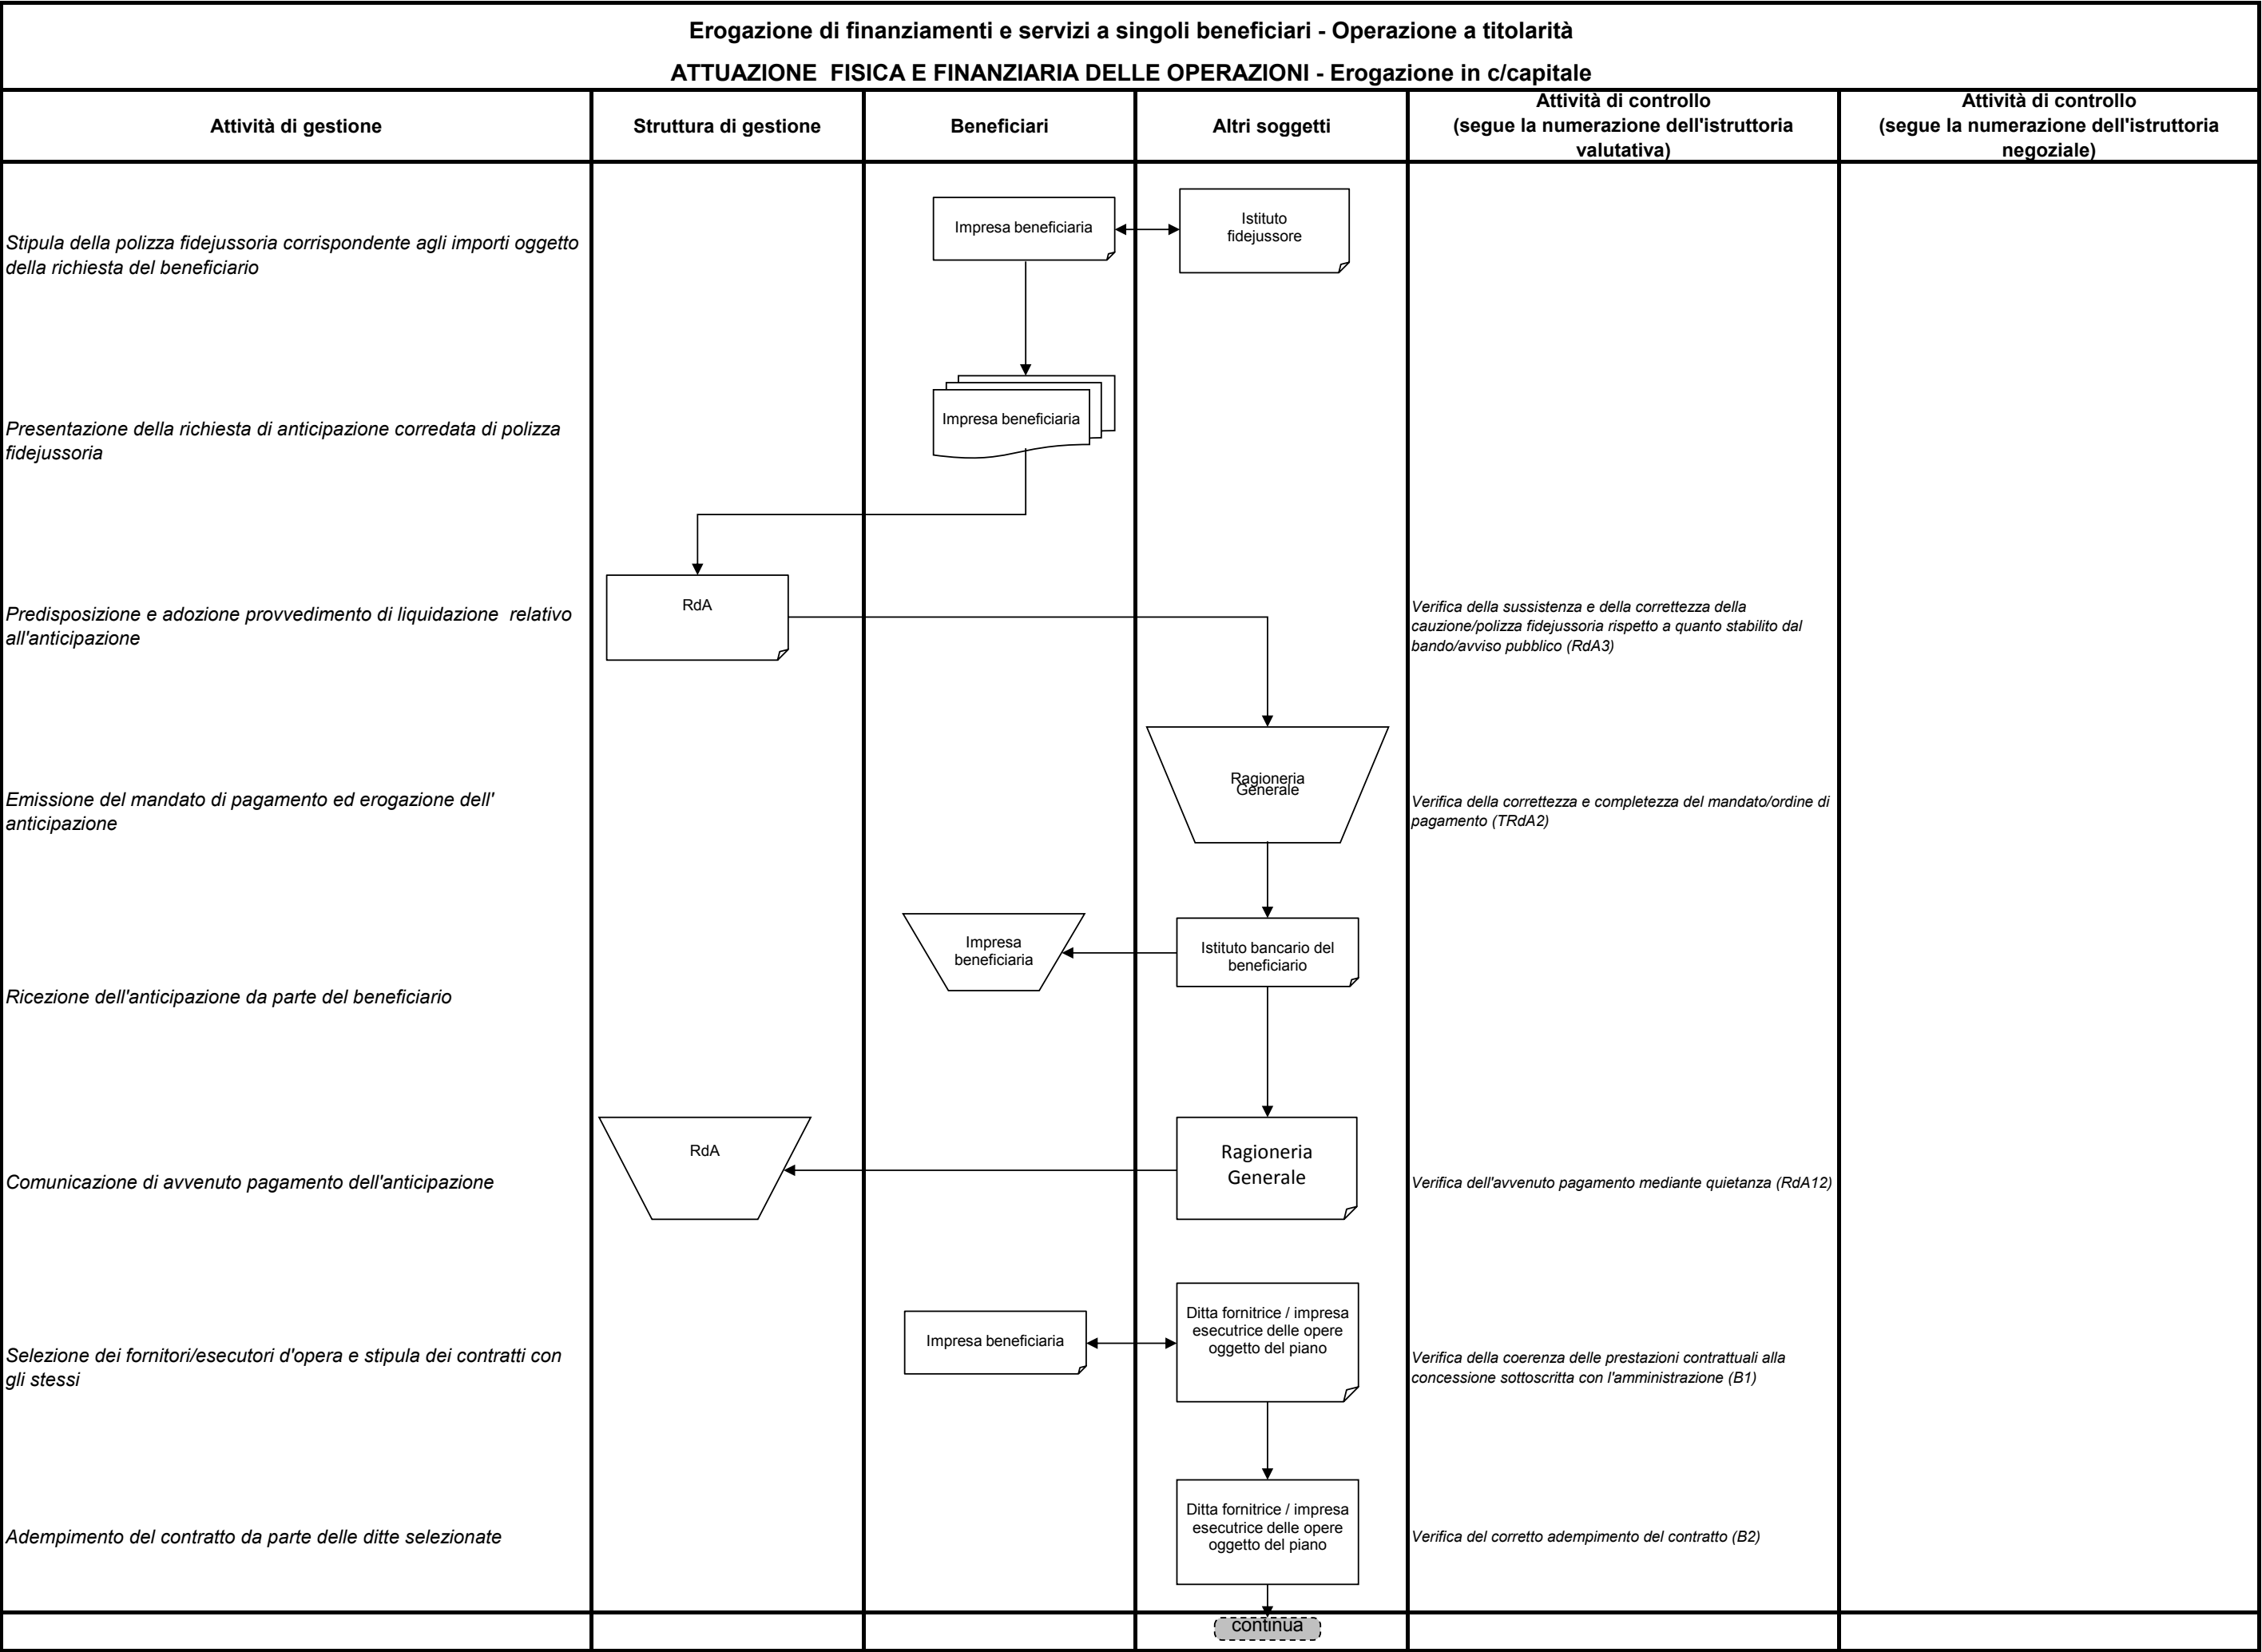 Erogazione di finanziamenti e servizi a singoli beneficiari - Operazione a titolarità
ATTUAZIONE  FISICA E FINANZIARIA DELLE OPERAZIONI - Erogazione in c/capitale
Attività di gestione
Struttura di gestione
Beneficiari
Altri soggetti
Attività di controllo
(segue la numerazione dell'istruttoria
valutativa)
Attività di controllo
(segue la numerazione dell'istruttoria
negoziale)
Stipula della polizza fidejussoria corrispondente agli importi oggetto
della richiesta del beneficiario
Impresa beneficiaria
Istituto
fidejussore
Presentazione della richiesta di anticipazione corredata di polizza
fidejussoria
Impresa beneficiaria
Predisposizione e adozione provvedimento di liquidazione  relativo
all'anticipazione
RdA
Verifica della sussistenza e della correttezza della
cauzione/polizza fidejussoria rispetto a quanto stabilito dal
bando/avviso pubblico (RdA3)
Emissione del mandato di pagamento ed erogazione dell'
anticipazione
Ragioneria
Generale
Verifica della correttezza e completezza del mandato/ordine di
pagamento (TRdA2)
Ricezione dell'anticipazione da parte del beneficiario
Impresa
beneficiaria
Istituto bancario del
beneficiario
Comunicazione di avvenuto pagamento dell'anticipazione
RdA
Ragioneria
Generale
Verifica dell'avvenuto pagamento mediante quietanza (RdA12)
Selezione dei fornitori/esecutori d'opera e stipula dei contratti con
gli stessi
Impresa beneficiaria
Ditta fornitrice / impresa
esecutrice delle opere
oggetto del piano
Verifica della coerenza delle prestazioni contrattuali alla
concessione sottoscritta con l'amministrazione (B1)
Adempimento del contratto da parte delle ditte selezionate
Ditta fornitrice / impresa
esecutrice delle opere
oggetto del piano
Verifica del corretto adempimento del contratto (B2)
continua